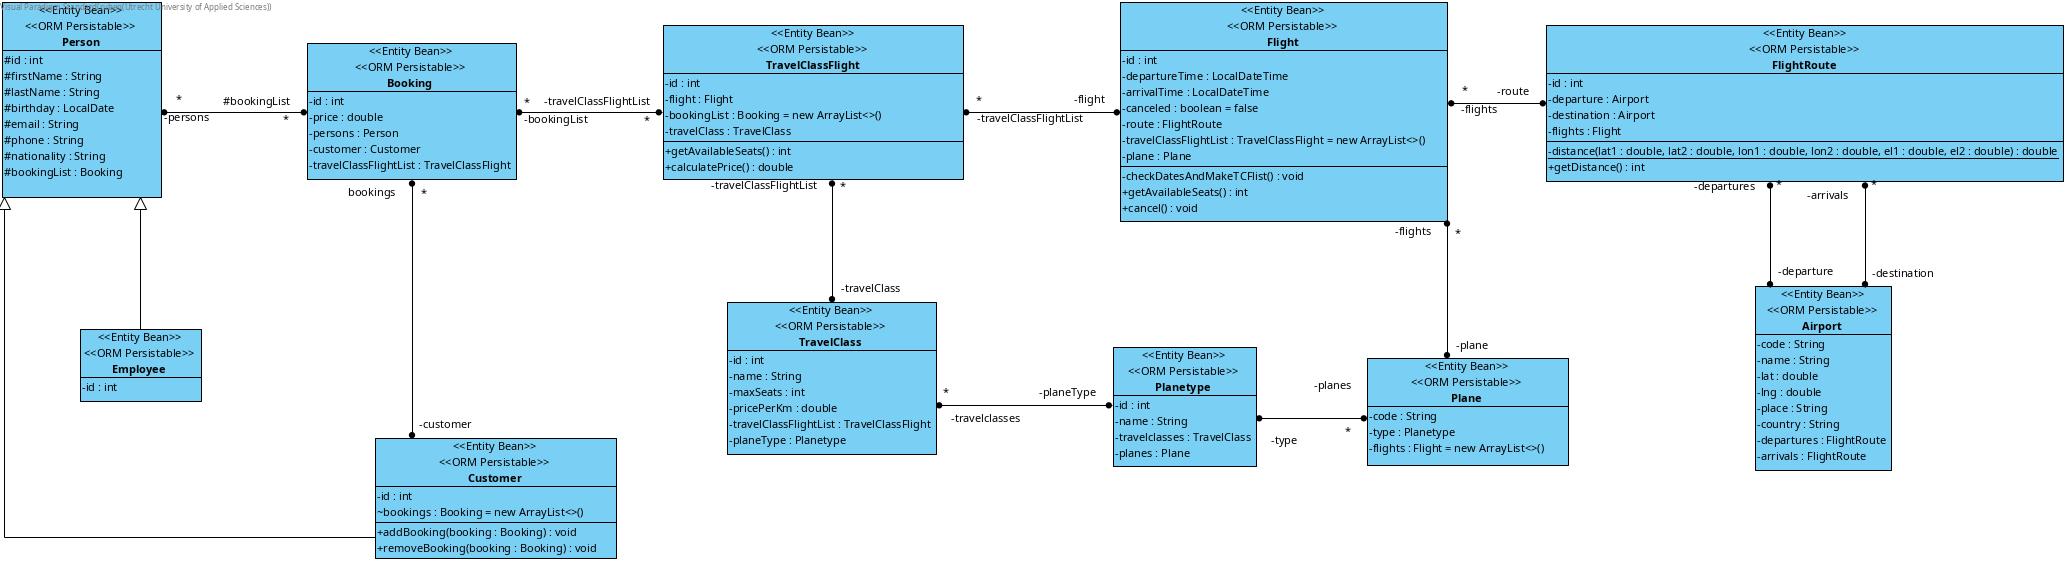 Visual Paradigm Standard(Utrecht University of Applied Sciences))
<<Entity Bean>>
<<ORM Persistable>>
Person
#id : int
#firstName : String
#lastName : String
#birthday : LocalDate
#email : String
#phone : String
#nationality : String
#bookingList : Booking
*
-persons
#bookingList
*
<<Entity Bean>>
<<ORM Persistable>>
Booking
-id : int
-price : double
-persons : Person
-customer : Customer
-travelClassFlightList : TravelClassFlight
bookings
*
*
-bookingList
-travelClassFlightList
*
<<Entity Bean>>
<<ORM Persistable>>
TravelClassFlight
-id : int
-flight : Flight
-bookingList : Booking = new ArrayList<>()
-travelClass : TravelClass
+getAvailableSeats() : int
+calculatePrice() : double
-travelClassFlightList
*
*
-travelClassFlightList
-flight
<<Entity Bean>>
<<ORM Persistable>>
Flight
-id : int
-departureTime : LocalDateTime
-arrivalTime : LocalDateTime
-canceled : boolean = false
-route : FlightRoute
-travelClassFlightList : TravelClassFlight = new ArrayList<>()
-plane : Plane
-checkDatesAndMakeTCFlist() : void
+getAvailableSeats() : int
+cancel() : void
-flights
*
*
-flights
-route
<<Entity Bean>>
<<ORM Persistable>>
FlightRoute
-id : int
-departure : Airport
-destination : Airport
-flights : Flight
-distance(lat1 : double, lat2 : double, lon1 : double, lon2 : double, el1 : double, el2 : double) : double
+getDistance() : int
-departures
*
-arrivals
*
-departure
-destination
<<Entity Bean>>
<<ORM Persistable>>
Airport
-code : String
-name : String
-lat : double
-lng : double
-place : String
-country : String
-departures : FlightRoute
-arrivals : FlightRoute
<<Entity Bean>>
<<ORM Persistable>>
Employee
-id : int
-customer
<<Entity Bean>>
<<ORM Persistable>>
Customer
-id : int
~bookings : Booking = new ArrayList<>()
+addBooking(booking : Booking) : void
+removeBooking(booking : Booking) : void
-travelClass
<<Entity Bean>>
<<ORM Persistable>>
TravelClass
-id : int
-name : String
-maxSeats : int
-pricePerKm : double
-travelClassFlightList : TravelClassFlight
-planeType : Planetype
*
-travelclasses
-planeType
<<Entity Bean>>
<<ORM Persistable>>
Planetype
-id : int
-name : String
-travelclasses : TravelClass
-planes : Plane
-type
-planes
*
-plane
<<Entity Bean>>
<<ORM Persistable>>
Plane
-code : String
-type : Planetype
-flights : Flight = new ArrayList<>()